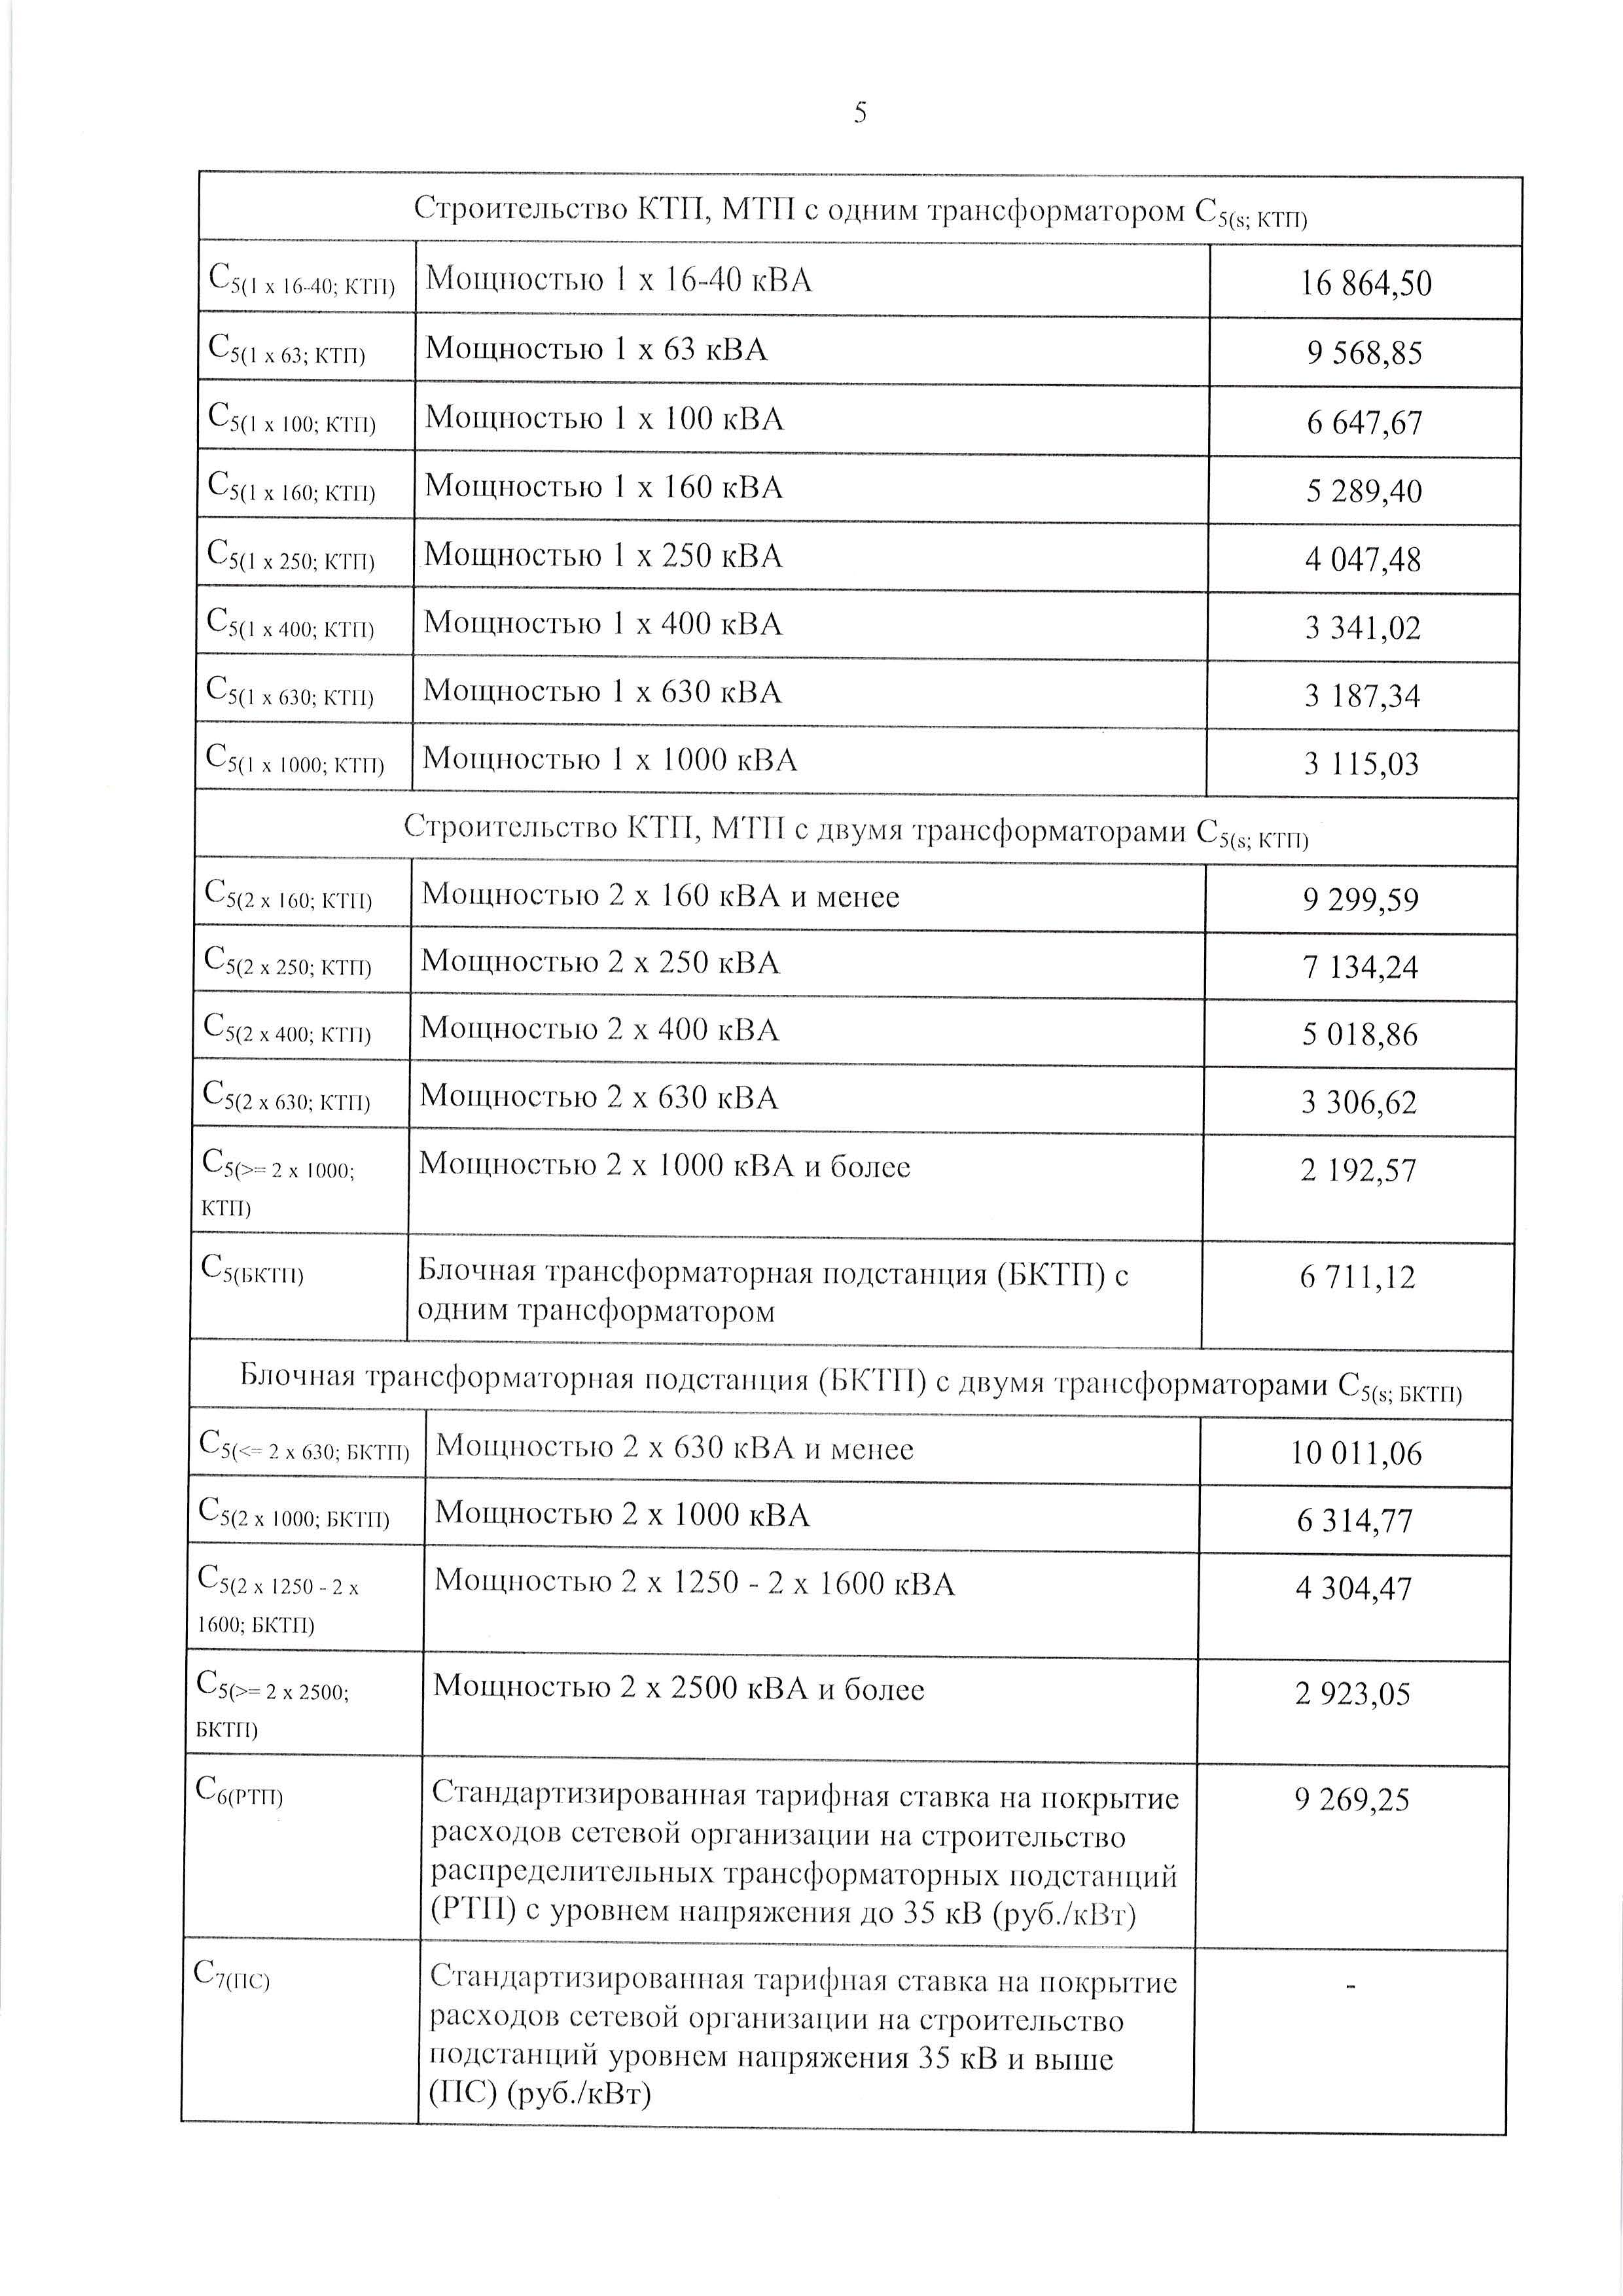 5
Строительство КТП, МТП с одним трансформатором С5(s; КТП)
С5(1 х 16-40; КТП) Мощностью 1 х 16-40 кВА 16 864,50
С5(1 х 63; КТП) Мощностью 1 х 63 кВА 9 568,85
С5(1 х 100; КТП) Мощностью 1 х 100 кВА 6 647,67
С5(1 х 160; КТП) Мощностью 1 х 160 кВА 5 289,40
С5(1 х 250; КТП) Мощностью 1 х 250 кВА 4 047,48
С5(1 х 400; КТП) Мощностью 1 х 400 кВА 3 341,02
С5(1 х 630; КТП) Мощностью 1 х 630 кВА 3 187,34
С5(1 х 1000; КТП) Мощностью 1 х 1000 кВА 3 115,03
Строительство КТП, МТП с двумя трансформаторами С5(s; КТП)
С5(2 х 160; КТП) Мощностью 2 х 160 кВА и менее 9 299,59
С5(2 х 250; КТП) Мощностью 2 х 250 кВА 7 134,24
С5(2 х 400; КТП) Мощностью 2 х 400 кВА 5 018,86
С5(2 х 630; КТП) Мощностью 2 х 630 кВА 3 306,62
С5(>= 2 х 1000; Мощностью 2 х 1000 кВА и более 2 192,57
КТП)
С5(БКТП) Блочная трансформаторная подстанция (БКТП) с 6 711,12
одним трансформатором
Блочная трансформаторная подстанция (БКТП) с двумя трансформаторами С5(s; БКТП)
С5(<= 2 х 630; БКТП) Мощностью 2 х 630 кВА и менее 10 011,06
С5(2 х 1000; БКТП) Мощностью 2 х 1000 кВА 6 314,77
С5(2 х 1250 - 2 х Мощностью 2 х 1250 - 2 х 1600 кВА 4 304,47
1600; БКТП)
С5(>= 2 х 2500; Мощностью 2 х 2500 кВА и более 2 923,05
БКТП)
С6(РТП) Стандартизированная тарифная ставка на покрытие 9 269,25
расходов сетевой организации на строительство
распределительных трансформаторных подстанций
(РТП) с уровнем напряжения до 35 кВ (руб./кВт)
С7(ПС) Стандартизированная тарифная ставка на покрытие -
расходов сетевой организации на строительство
подстанций уровнем напряжения 35 кВ и выше
(ПС) (руб./кВт)